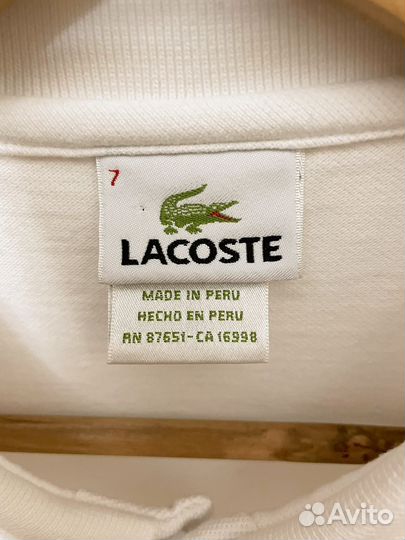 7
LACOSTE
MADE IN PERU
HECHO EN PERU
RN 87651-CA 16998
Avito